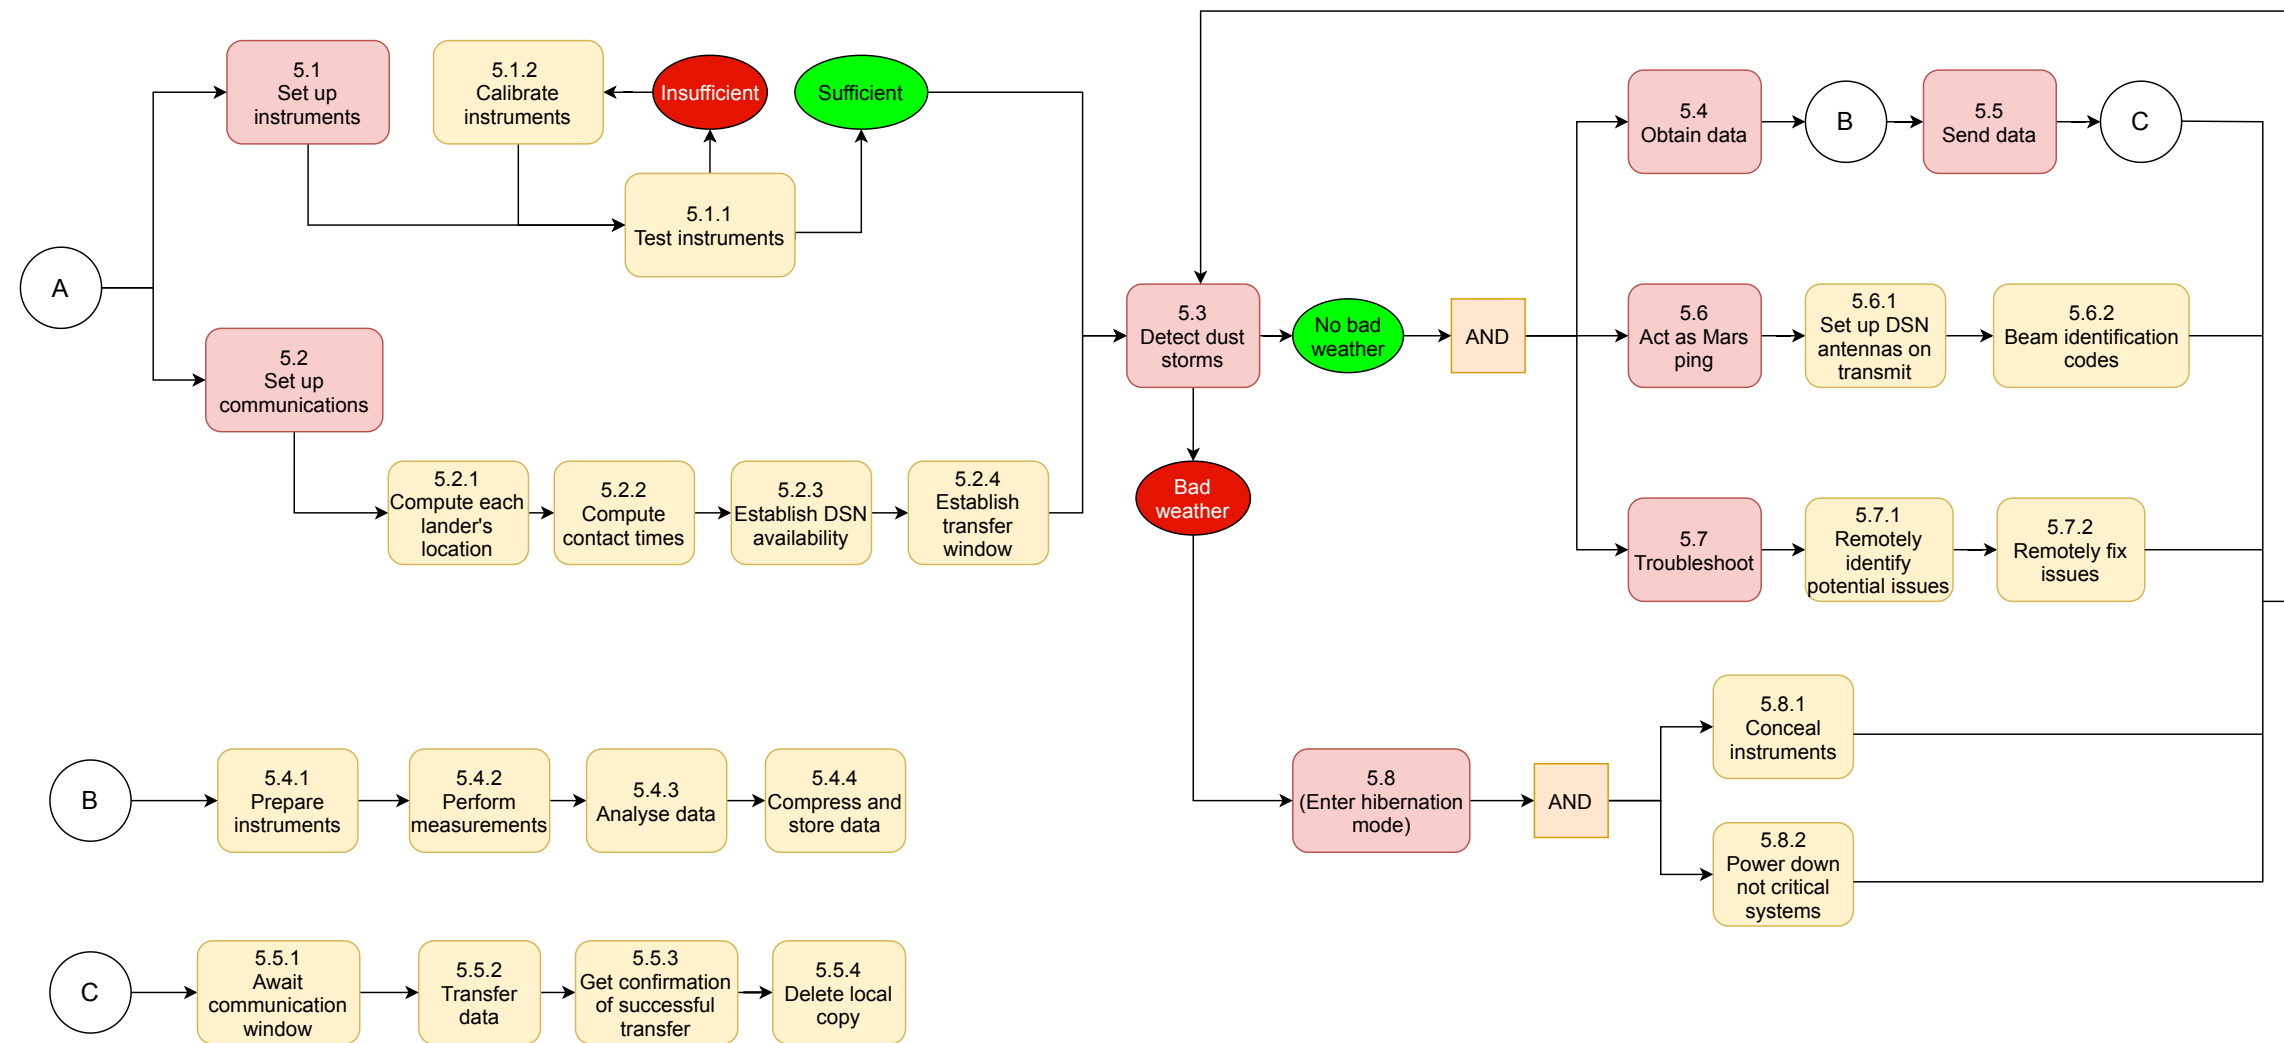 A
5.1
Set up
instruments
5.1.2
Calibrate
instruments
Insufficient
Sufficient
5.1.1
Test instruments
5.2
Set up
communications
5.2.1
Compute each
lander's
location
5.2.2
Compute
contact times
5.2.3
Establish DSN
availability
5.2.4
Establish
transfer
window
5.3
Detect dust
storms
No bad
weather
AND
Bad
weather
5.4
Obtain data
B
5.5
Send data
C
5.6
Act as Mars
ping
5.6.1
Set up DSN
antennas on
transmit
5.6.2
Beam identification
codes
5.7
Troubleshoot
5.7.1
Remotely
identify
potential issues
5.7.2
Remotely fix
issues
5.8
(Enter hibernation
mode)
AND
5.8.1
Conceal
instruments
5.8.2
Power down
not critical
systems
B
5.4.1
Prepare
instruments
5.4.2
Perform
measurements
5.4.3
Analyse data
5.4.4
Compress and
store data
C
5.5.1
Await
communication
window
5.5.2
Transfer
data
5.5.3
Get confirmation
of successful
transfer
5.5.4
Delete local
copy